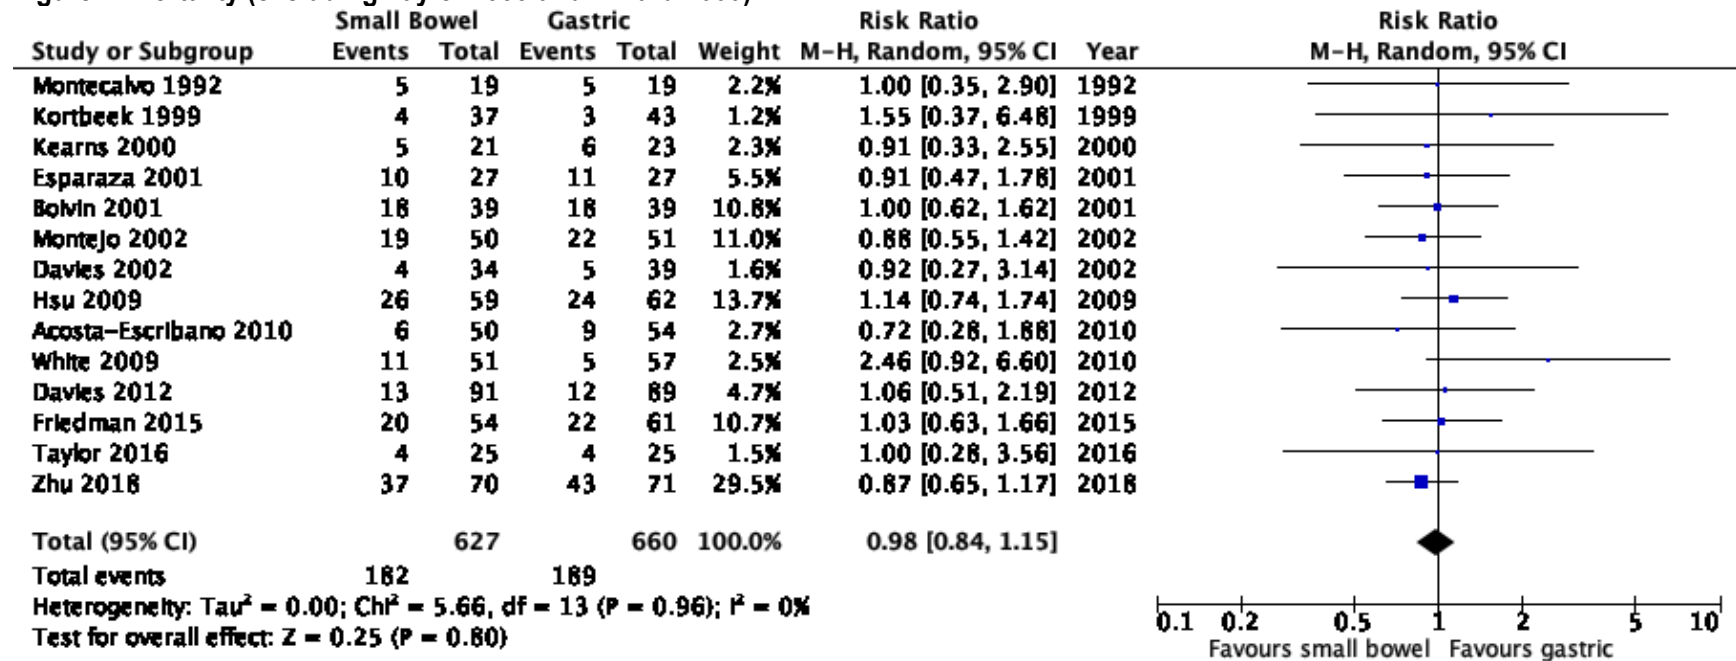 Small Bowel Gastric Risk Ratio Risk Ratio
Study or Subgroup Events Total Events Total Weight M-H, Random, 95% CI Year M-H, Random, 95% CI
Montecalvo 1992 5 19 5 19 2.2% 1.00 [0.35, 2.90] 1992
Kortbeek 1999 4 37 3 43 1.2% 1.55 [0.37, 6.48] 1999
Kearns 2000 5 21 6 23 2.3% 0.91 [0.33, 2.55] 2000
Esparaza 2001 10 27 11 27 5.5% 0.91 [0.47, 1.78] 2001
Boivin 2001 18 39 18 39 10.8% 1.00 [0.62, 1.62] 2001
Montejo 2002 19 50 22 51 11.0% 0.88 [0.55, 1.42] 2002
Davies 2002 4 34 5 39 1.6% 0.92 [0.27, 3.14] 2002
Hsu 2009 26 59 24 62 13.7% 1.14 [0.74, 1.74] 2009
Acosta-Escribano 2010 6 50 9 54 2.7% 0.72 [0.28, 1.88] 2010
White 2009 11 51 5 57 2.5% 2.46 [0.92, 6.60] 2010
Davies 2012 13 91 12 89 4.7% 1.06 [0.51, 2.19] 2012
Friedman 2015 20 54 22 61 10.7% 1.03 [0.63, 1.66] 2015
Taylor 2016 4 25 4 25 1.5% 1.00 [0.28, 3.56] 2016
Zhu 2018 37 70 43 71 29.5% 0.87 [0.65, 1.17] 2018
Total (95% CI) 627 660 100.0% 0.98 [0.84, 1.15]
Total events 182 189
Heterogeneity: Tau² = 0.00; Chi² = 5.66, df = 13 (P = 0.96); I² = 0%
Test for overall effect: Z = 0.25 (P = 0.80)
0.1 0.2 0.5 1 2 5 10
Favours small bowel Favours gastric